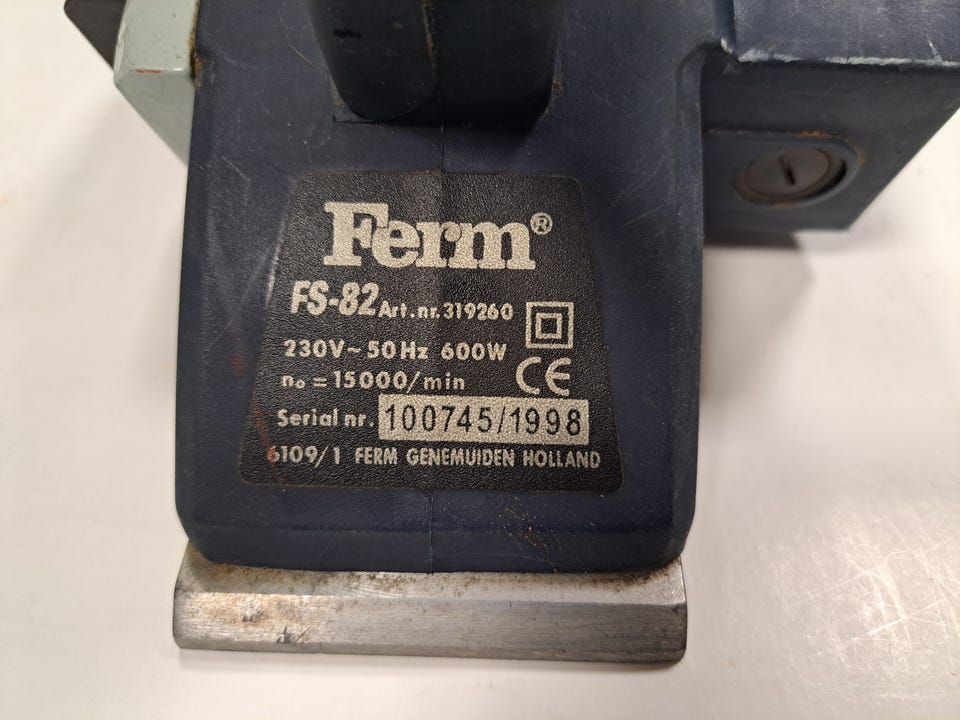 Ferm®
FS-82 Art.nr. 319260
230V~50Hz 600W
n₀ = 15000/min
CE
Serial nr. 100745/1998
6109/1 FERM GENEMUIDEN HOLLAND